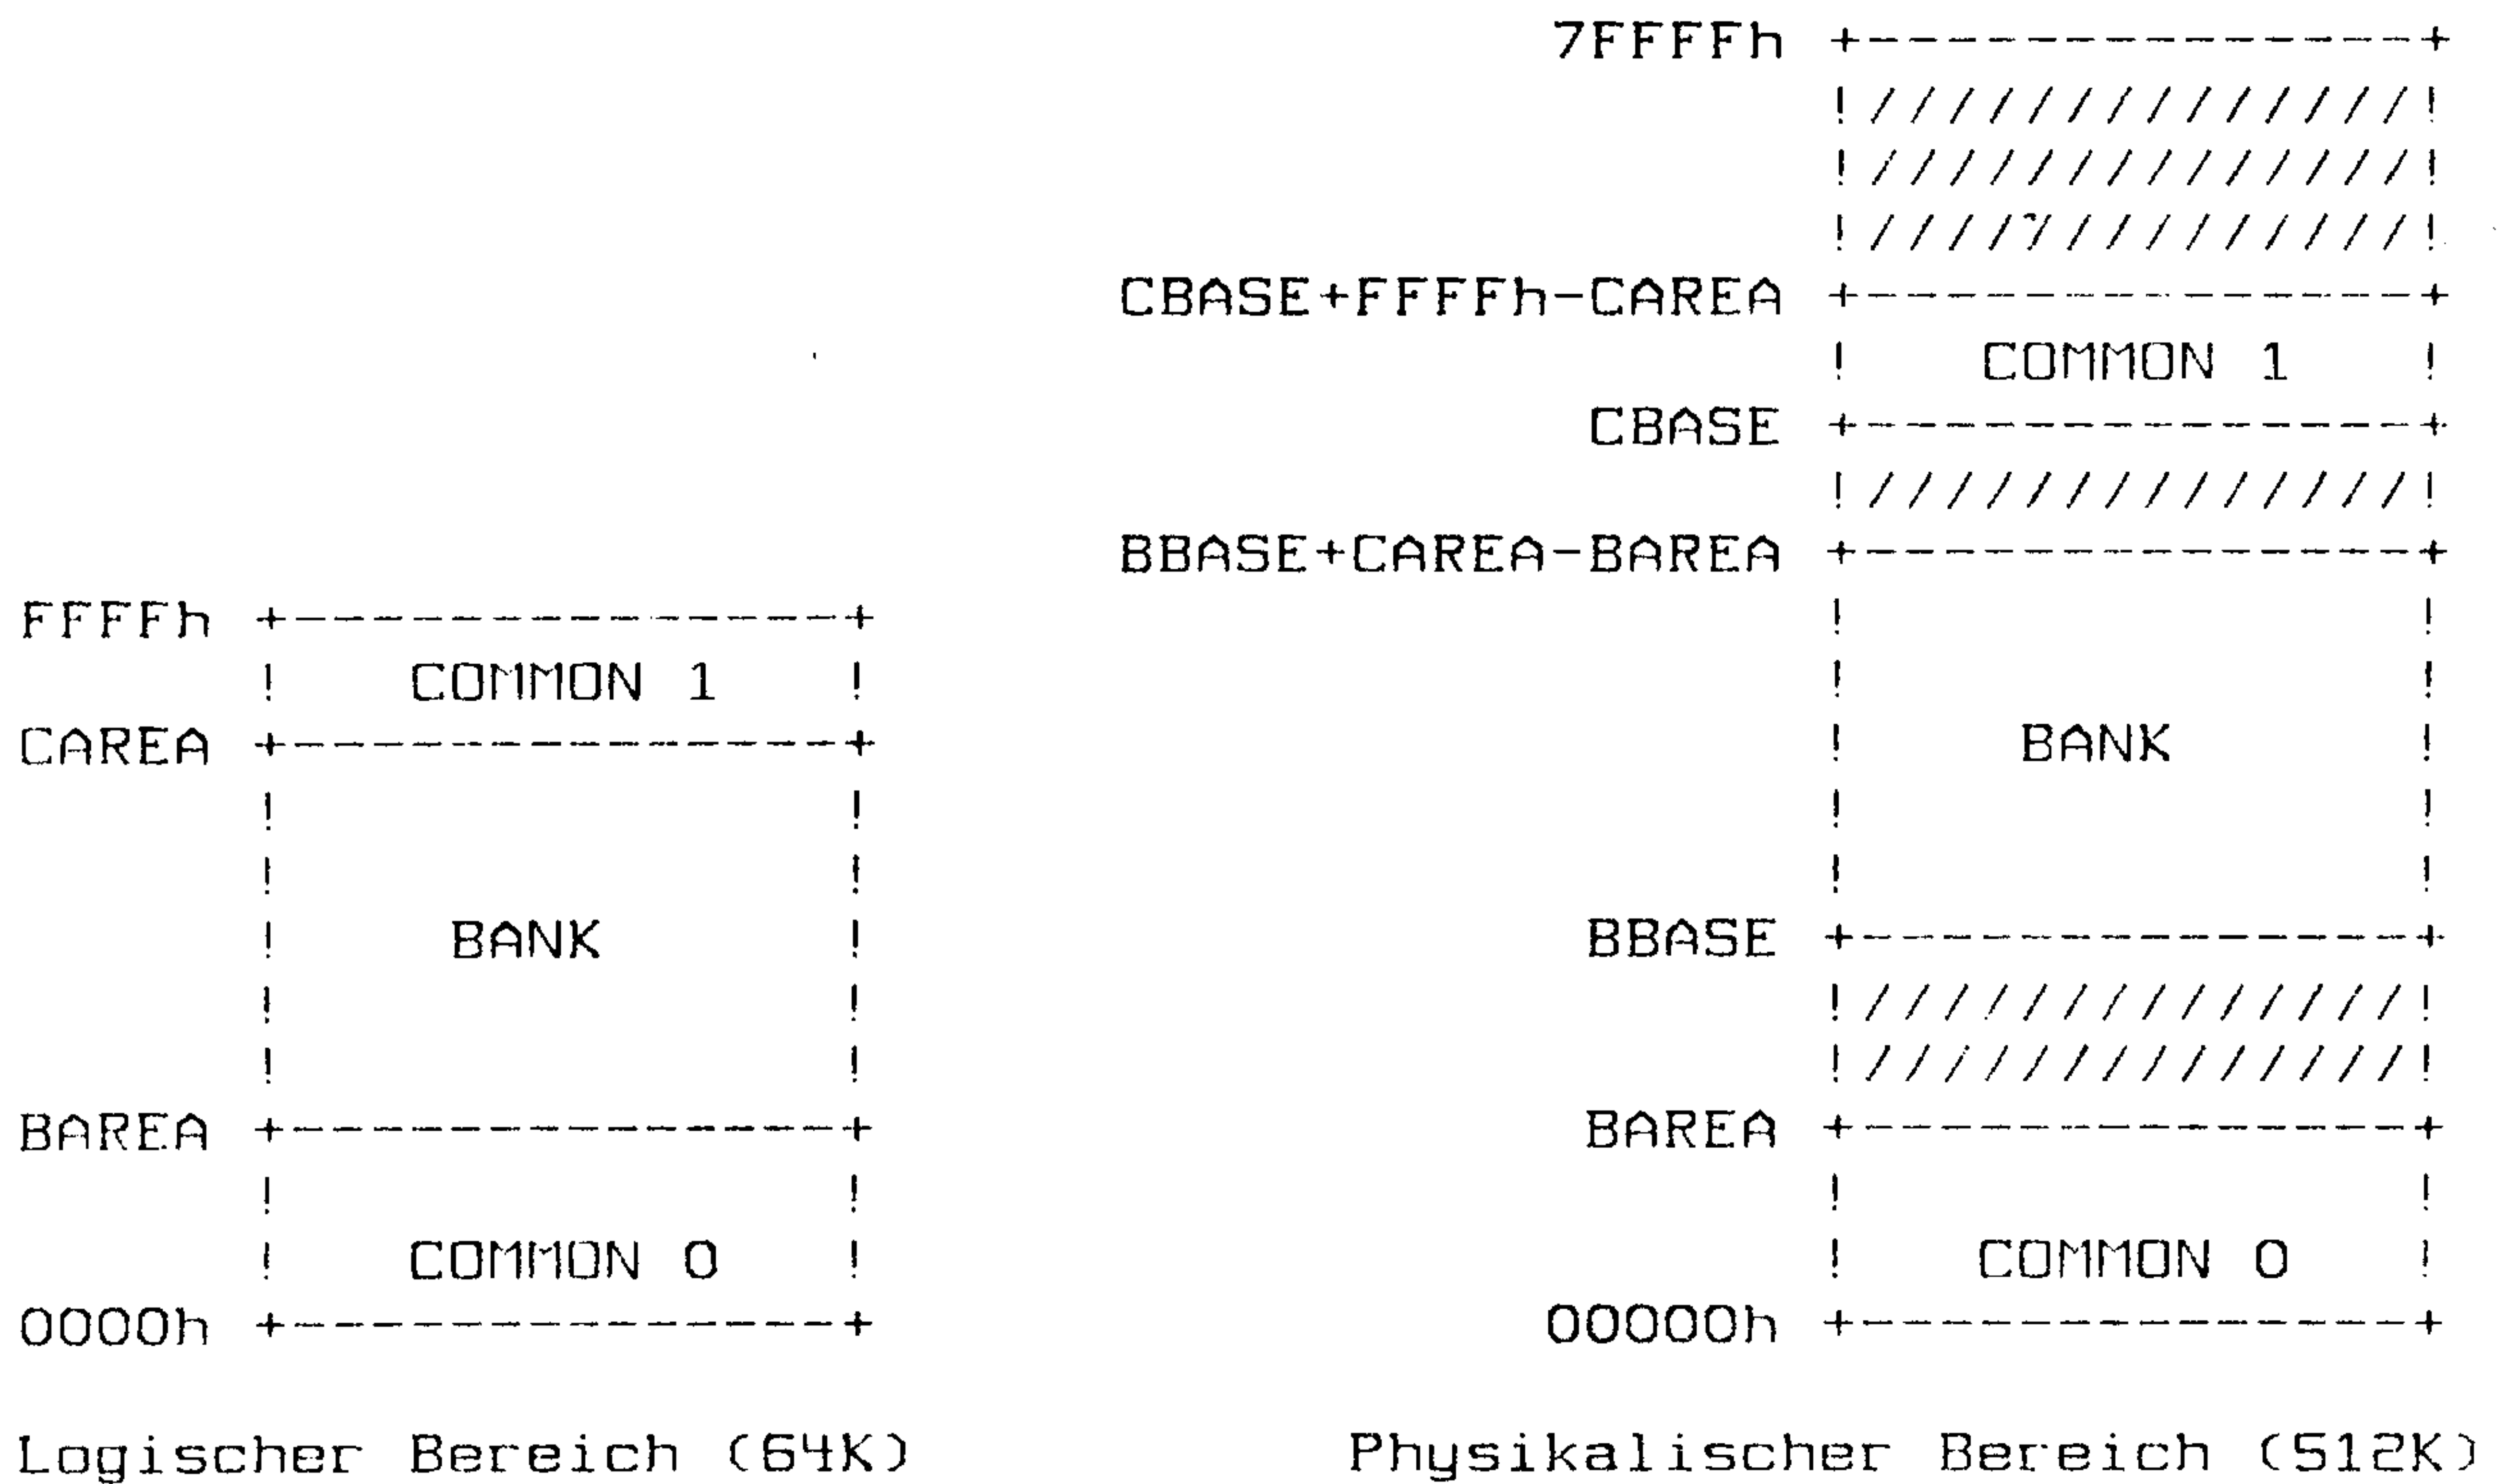 7FFFFh +---------------+
!//////////////!
!//////////////!
!//////////////!
CBASE+FFFFh-CAREA +---------------+
! COMMON 1 !
CBASE +---------------+
!//////////////!
BBASE+CAREA-BAREA +---------------+
FFFFh +---------------+ ! !
! COMMON 1 ! ! !
CAREA +---------------+ ! BANK !
! ! ! !
! ! ! !
! BANK ! BBASE +---------------+
! ! !//////////////!
! ! !//////////////!
BAREA +---------------+ BAREA +---------------+
! ! ! !
! COMMON 0 ! ! COMMON 0 !
0000h +---------------+ 00000h +---------------+
Logischer Bereich (64K) Physikalischer Bereich (512K)